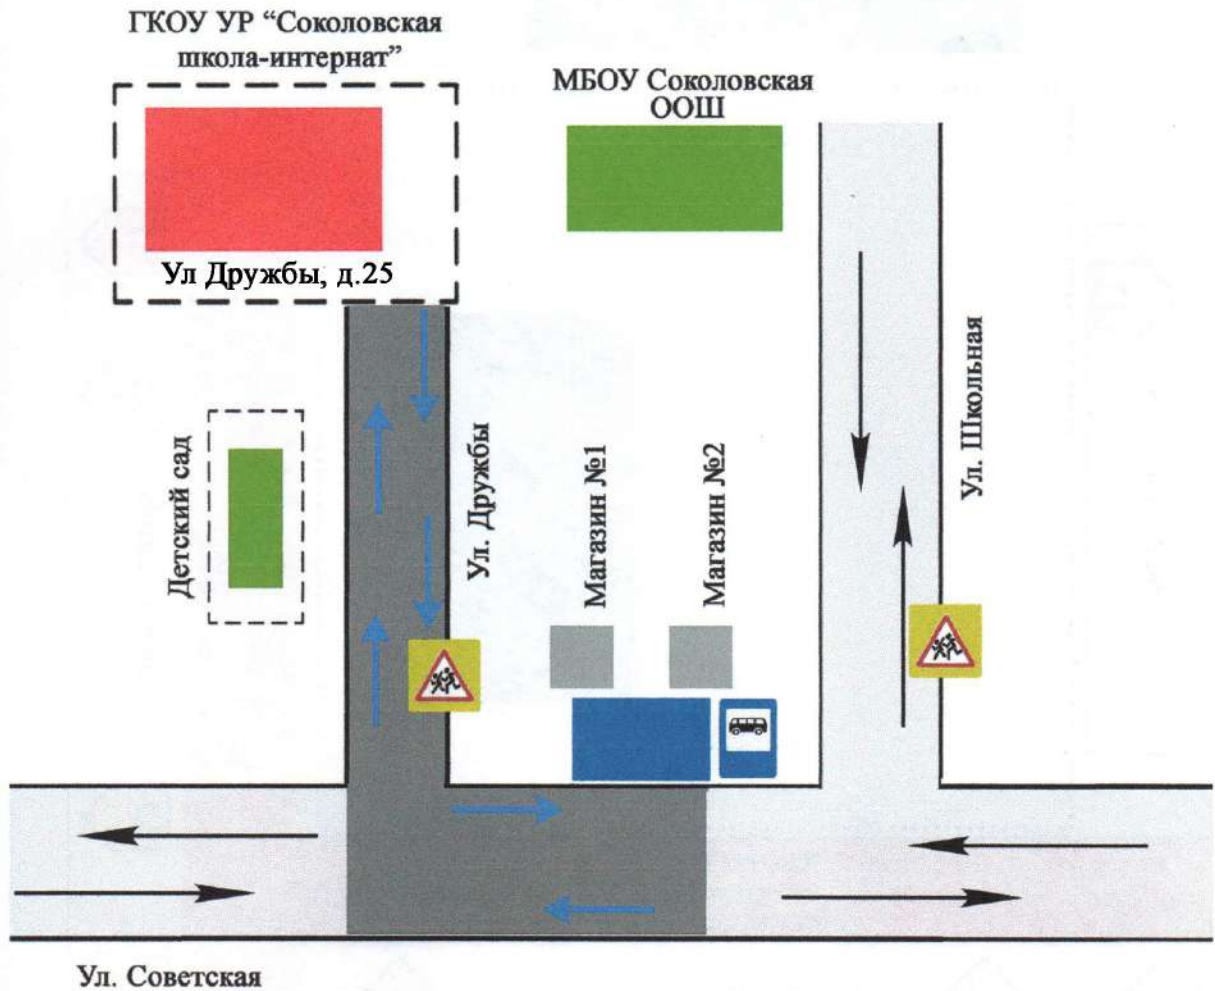 ГКОУ УР “Соколовская
школа-интернат”
МБОУ Соколовская
ООШ
Ул Дружбы, д.25
Детский сад
Ул. Дружбы
Магазин №1
Магазин №2
Ул. Школьная
Ул. Советская